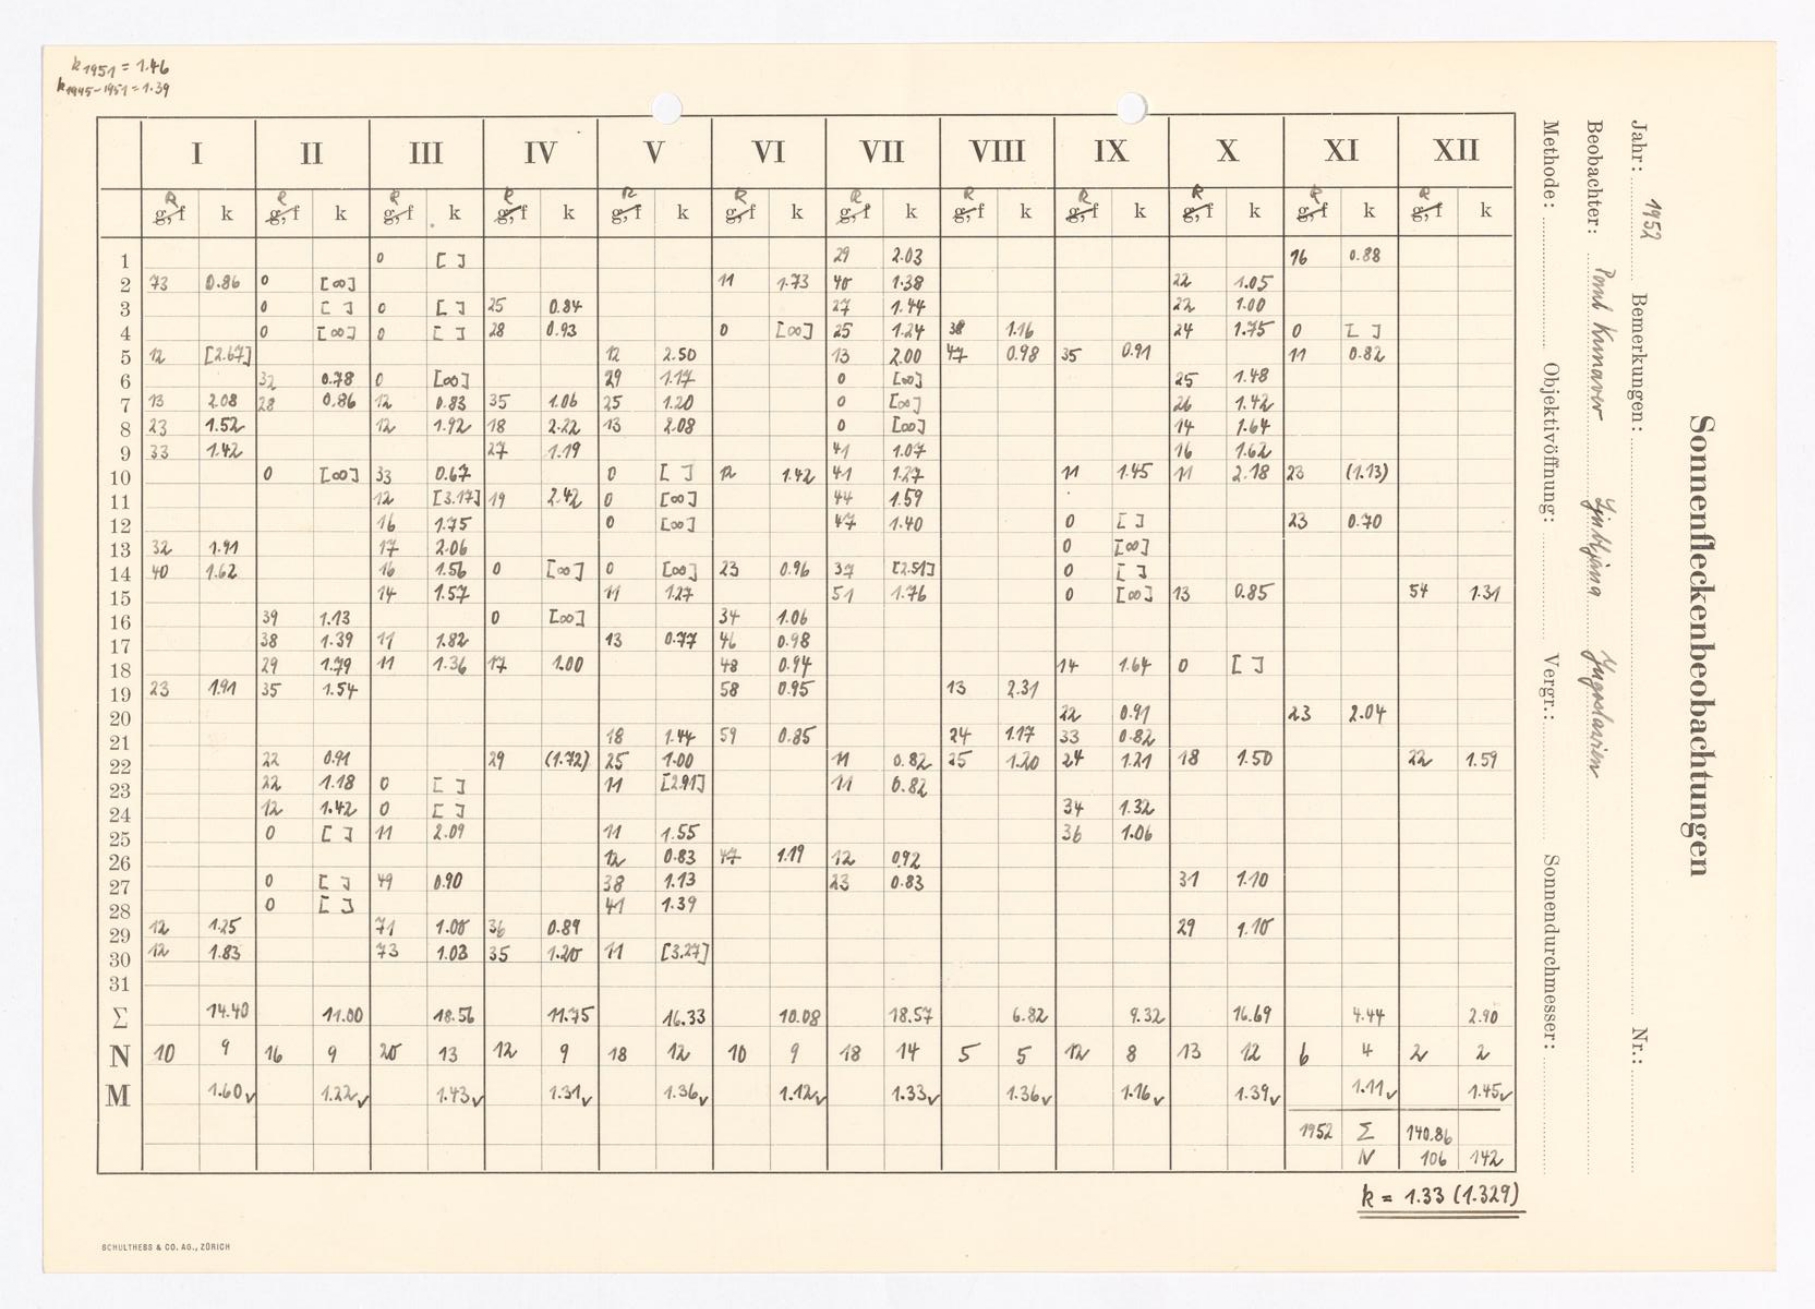 k 1951 = 1.46
k 1945-1951 = 1.39
I II III IV V VI VII VIII IX X XI XII
R R R R R R R R R R R R
g, f k g, f k g, f k g, f k g, f k g, f k g, f k g, f k g, f k g, f k g, f k g, f k
1 0 [ ] 29 2.03 16 0.88
2 73 0.86 0 [∞] 11 1.73 40 1.38 22 1.05
3 0 [ ] 0 [ ] 25 0.84 27 1.44 22 1.00
4 0 [∞] 0 [ ] 28 0.93 0 [∞] 25 1.24 38 1.16 24 1.75 0 [ ]
5 12 [2.67] 12 2.50 13 2.00 47 0.98 35 0.91 11 0.82
6 32 0.78 0 [∞] 29 1.17 0 [∞] 25 1.48
7 13 2.08 28 0.86 12 0.83 35 1.06 25 1.20 0 [∞] 26 1.42
8 23 1.52 12 1.92 18 2.22 13 2.08 0 [∞] 14 1.64
9 33 1.42 27 1.19 41 1.07 16 1.62
10 0 [∞] 33 0.67 0 [ ] 12 1.42 41 1.27 11 1.45 11 2.18 23 (1.13)
11 12 [3.17] 19 2.42 0 [∞] 44 1.59
12 16 1.75 0 [∞] 47 1.40 0 [ ] 23 0.70
13 32 1.91 17 2.06 0 [∞]
14 40 1.62 16 1.56 0 [∞] 0 [∞] 23 0.96 37 [2.51] 0 [ ]
15 14 1.57 11 1.27 51 1.76 0 [∞] 13 0.85 54 1.31
16 39 1.13 0 [∞] 34 1.06
17 38 1.39 11 1.82 13 0.77 46 0.98
18 29 1.79 11 1.36 17 1.00 48 0.94 14 1.64 0 [ ]
19 23 1.91 35 1.54 58 0.95 13 2.31
20 22 0.91 23 2.04
21 18 1.44 59 0.85 24 1.17 33 0.82
22 22 0.91 29 (1.72) 25 1.00 11 0.82 25 1.20 24 1.21 18 1.50 22 1.59
23 22 1.18 0 [ ] 11 [2.91] 11 0.82
24 12 1.42 0 [ ] 34 1.32
25 0 [ ] 11 2.09 11 1.55 36 1.06
26 12 0.83 47 1.19 12 0.92
27 0 [ ] 49 0.90 38 1.13 23 0.83 31 1.10
28 0 [ ] 41 1.39
29 12 1.25 71 1.00 36 0.89 29 1.10
30 12 1.83 73 1.03 35 1.20 11 [3.27]
31
Σ 14.40 11.00 18.56 11.75 16.33 10.08 18.57 6.82 9.32 16.69 4.44 2.90
N 10 9 16 9 20 13 12 9 18 12 10 9 18 14 5 5 12 8 13 12 6 4 2 2
M 1.60 ✓ 1.22 ✓ 1.43 ✓ 1.31 ✓ 1.36 ✓ 1.12 ✓ 1.33 ✓ 1.36 ✓ 1.16 ✓ 1.39 ✓ 1.11 ✓ 1.45 ✓
1952 Σ 140.86
N 106 142
k = 1.33 (1.329)
SCHULTHESS & CO. AG., ZÜRICH
Sonnenfleckenbeobachtungen
Jahr: 1952 Bemerkungen: Nr.:
Beobachter: Ljubljana Jugoslavien
Methode: Objektivöffnung: Vergr.: Sonnendurchmesser: